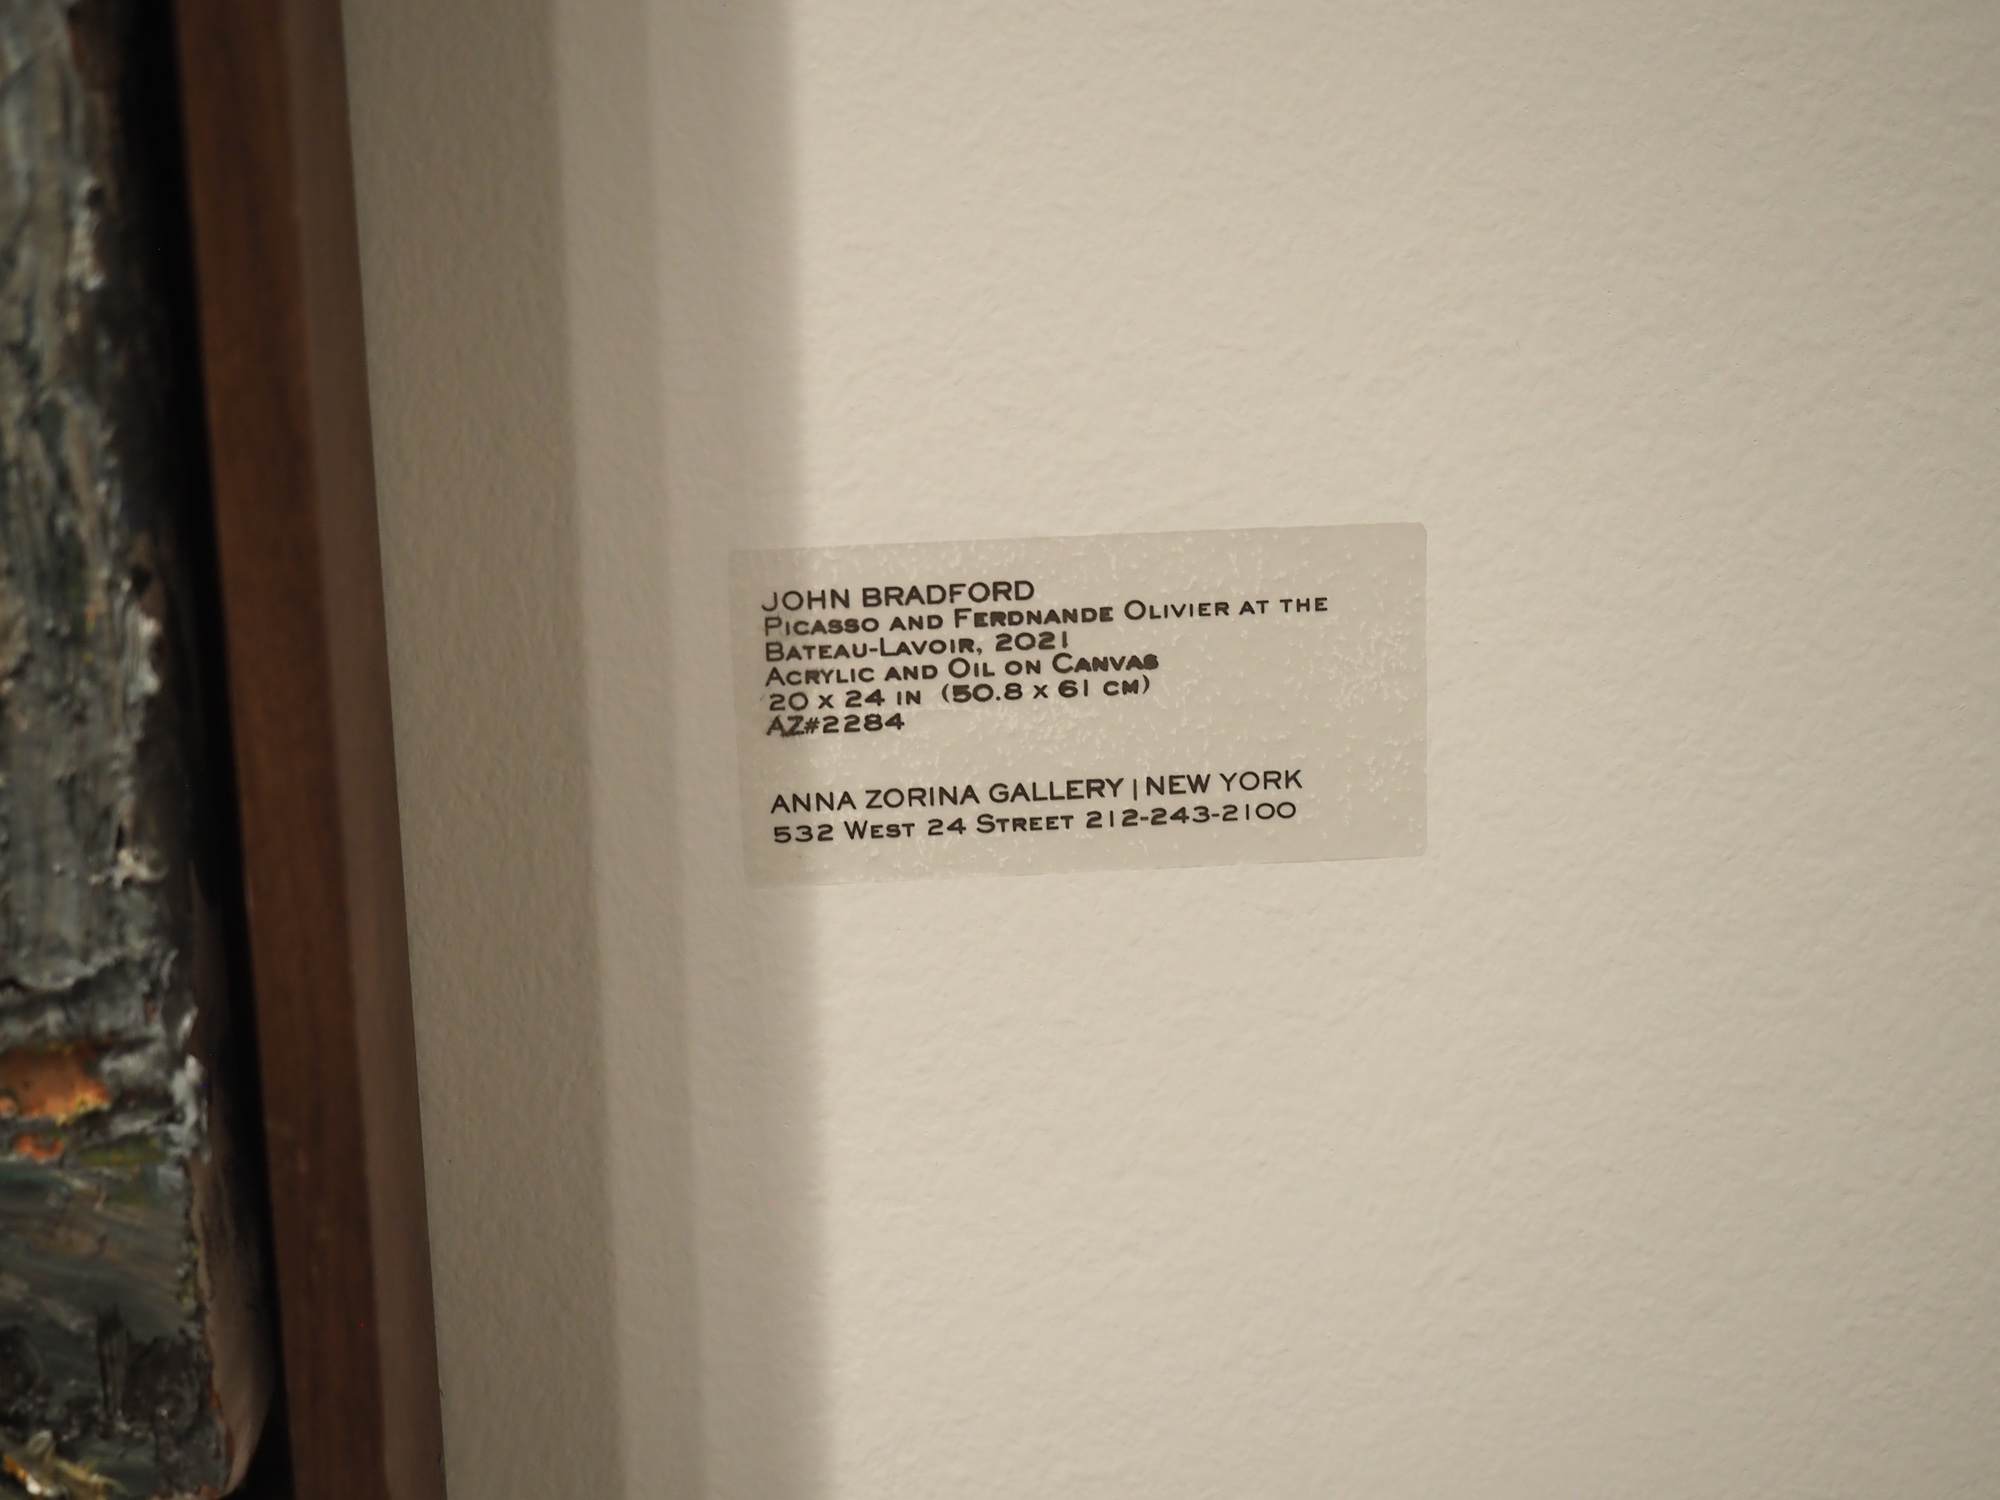 JOHN BRADFORD
PICASSO AND FERDNANDE OLIVIER AT THE
BATEAU-LAVOIR, 2021
ACRYLIC AND OIL ON CANVAS
20 X 24 IN (50.8 X 61 CM)
AZ#2284
ANNA ZORINA GALLERY | NEW YORK
532 WEST 24 STREET 212-243-2100